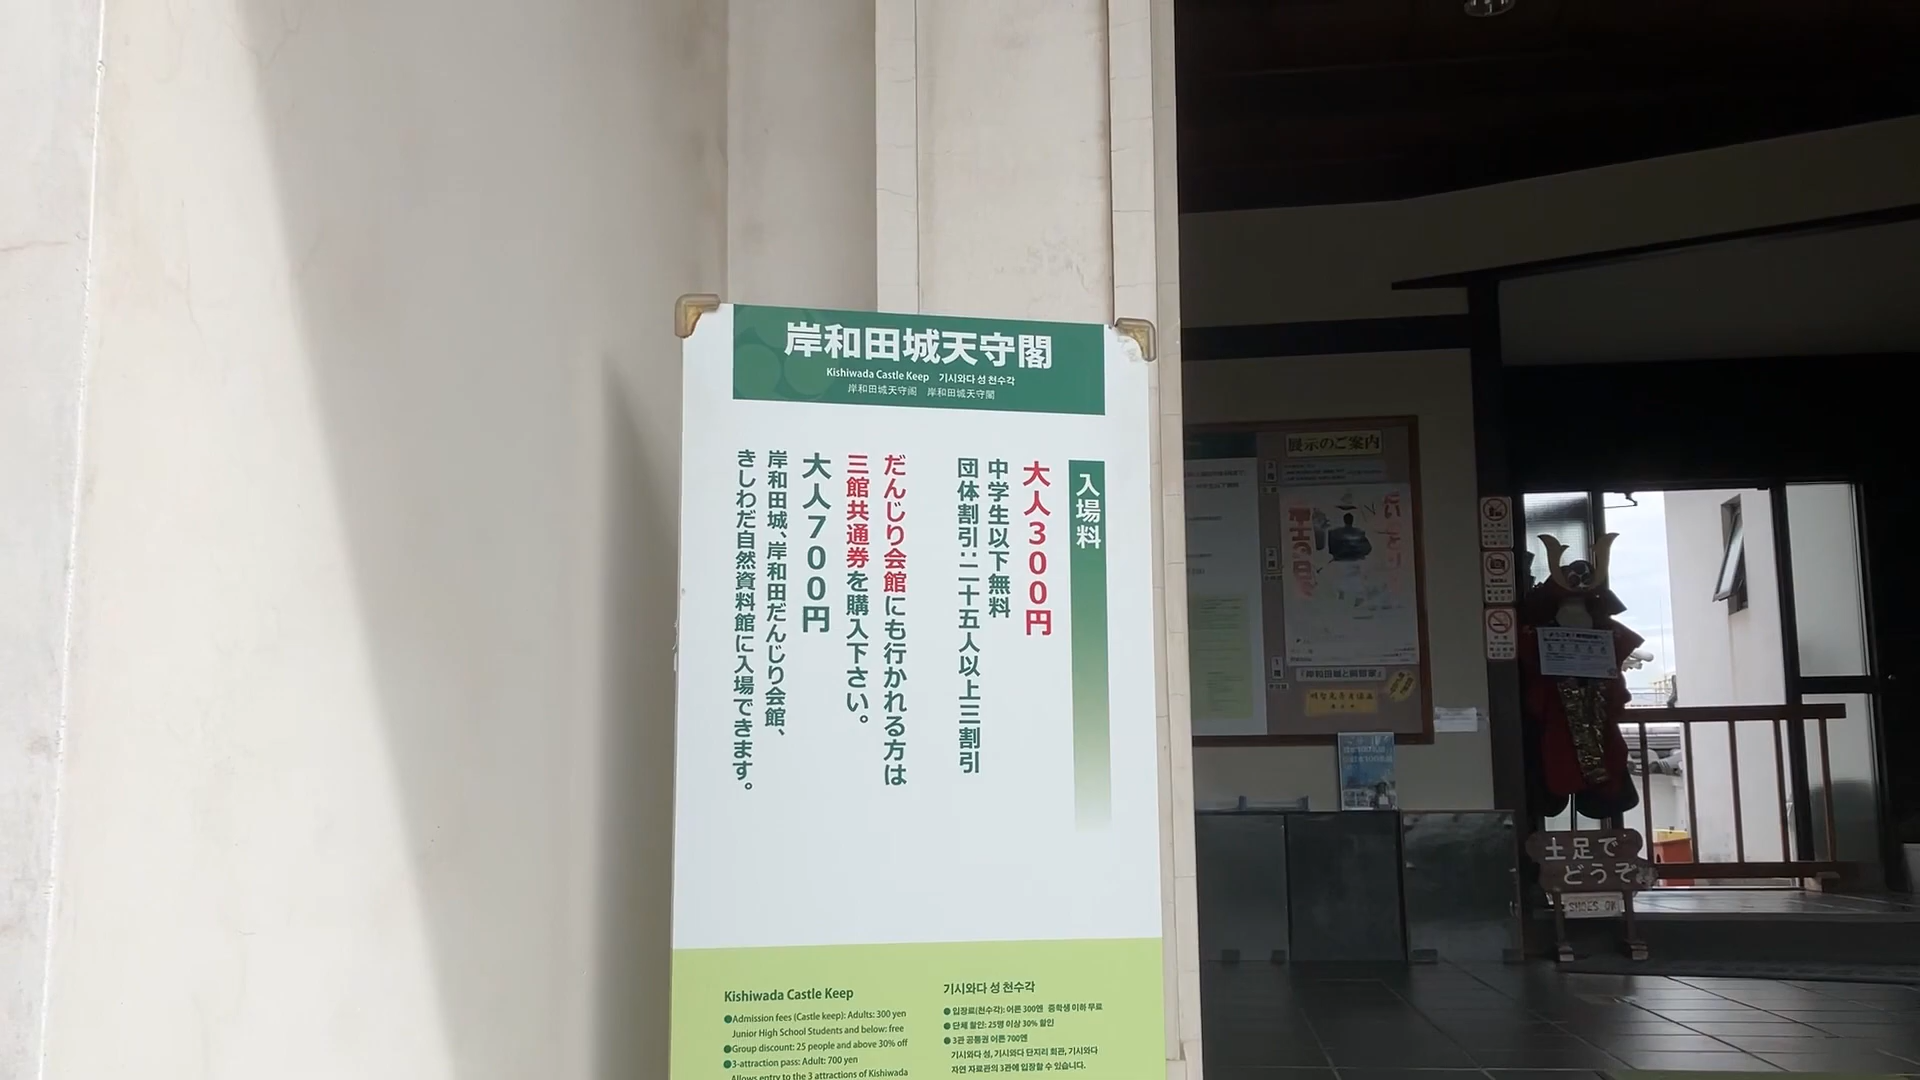 岸和田城天守閣
Kishiwada Castle Keep 기시와다 성 천수각
岸和田城天守阁 岸和田城天守閣
入場料
大人300円
中学生以下無料
団体割引:二十五人以上三割引
だんじり会館にも行かれる方は
三館共通券を購入下さい。
大人700円
岸和田城、岸和田だんじり会館、
きしわだ自然資料館に入場できます。
Kishiwada Castle Keep
●Admission fees (Castle keep): Adults: 300 yen
Junior High School Students and below: free
●Group discount: 25 people and above 30% off
●3-attraction pass: Adult: 700 yen
Allows entry to the 3 attractions of Kishiwada
기시와다 성 천수각
● 입장료(천수각): 어른 300엔 중학생 이하 무료
● 단체 할인: 25명 이상 30% 할인
● 3관 공통권 어른 700엔
기시와다 성, 기시와다 단지리 회관, 기시와다
자연 자료관의 3관에 입장할 수 있습니다.
展示のご案内
土足で
どうぞ
SHOES OK